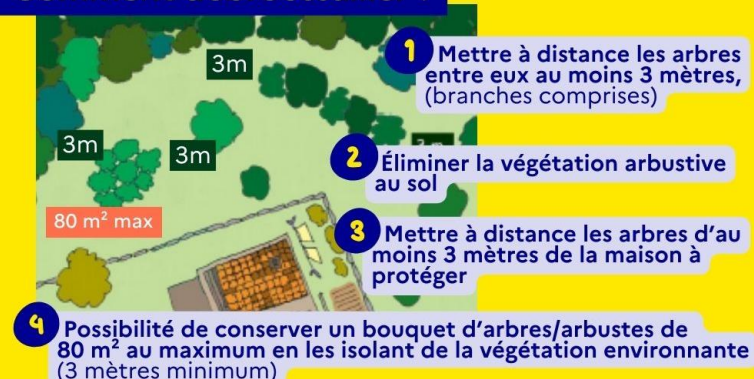 3m
3m
3m
80 m² max
1 Mettre à distance les arbres
entre eux au moins 3 mètres,
(branches comprises)
2 Éliminer la végétation arbustive
au sol
3 Mettre à distance les arbres d'au
moins 3 mètres de la maison à
protéger
4 Possibilité de conserver un bouquet d'arbres/arbustes de
80 m² au maximum en les isolant de la végétation environnante
(3 mètres minimum)